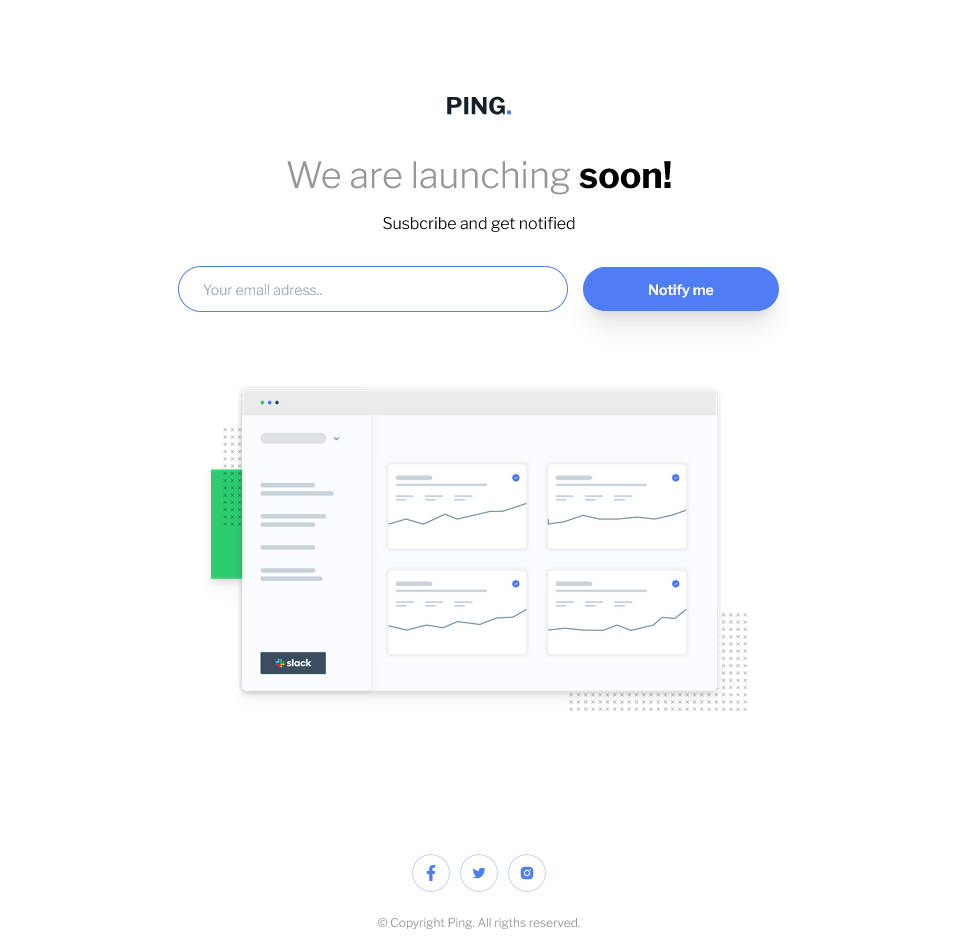 PING.
We are launching soon!
Susbcribe and get notified
Your email adress..
Notify me
slack
© Copyright Ping. All rigths reserved.